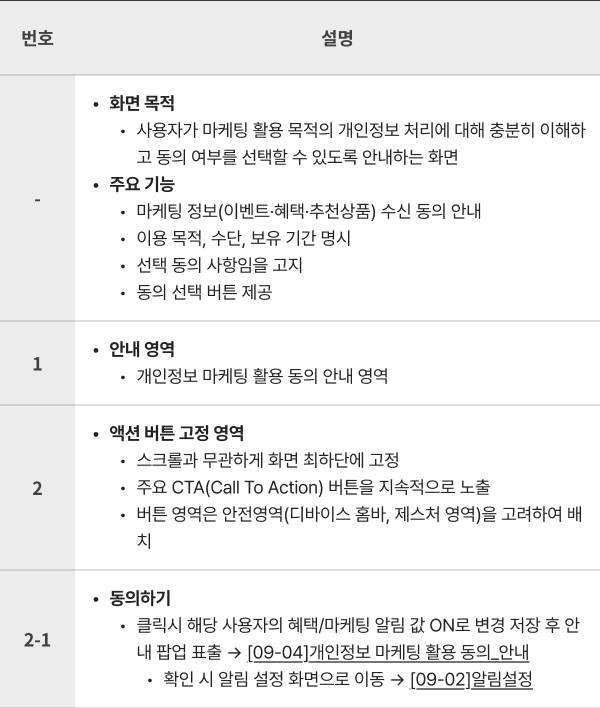 번호 설명
• 화면 목적
• 사용자가 마케팅 활용 목적의 개인정보 처리에 대해 충분히 이해하
고 동의 여부를 선택할 수 있도록 안내하는 화면
-
• 주요 기능
• 마케팅 정보(이벤트·혜택·추천상품) 수신 동의 안내
• 이용 목적, 수단, 보유 기간 명시
• 선택 동의 사항임을 고지
• 동의 선택 버튼 제공
1
• 안내 영역
• 개인정보 마케팅 활용 동의 안내 영역
2
• 액션 버튼 고정 영역
• 스크롤과 무관하게 화면 최하단에 고정
• 주요 CTA(Call To Action) 버튼을 지속적으로 노출
• 버튼 영역은 안전영역(디바이스 홈바, 제스처 영역)을 고려하여 배
치
2-1
• 동의하기
• 클릭시 해당 사용자의 혜택/마케팅 알림 값 ON로 변경 저장 후 안
내 팝업 표출 → [09-04]개인정보 마케팅 활용 동의_안내
• 확인 시 알림 설정 화면으로 이동 → [09-02]알림설정